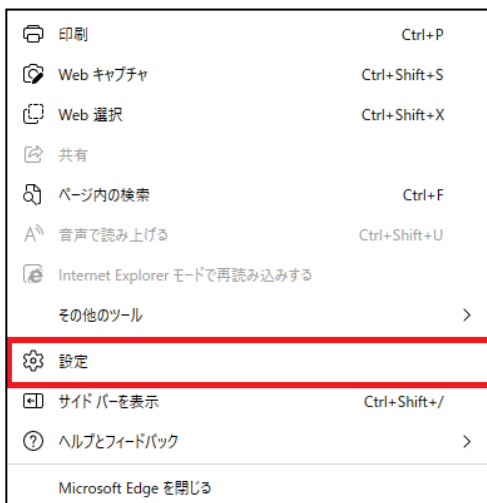 印刷 Ctrl+P
Web キャプチャ Ctrl+Shift+S
Web 選択 Ctrl+Shift+X
共有
ページ内の検索 Ctrl+F
音声で読み上げる Ctrl+Shift+U
Internet Explorer モードで再読み込みする
その他のツール
設定
サイド バーを表示 Ctrl+Shift+/
ヘルプとフィードバック
Microsoft Edge を閉じる